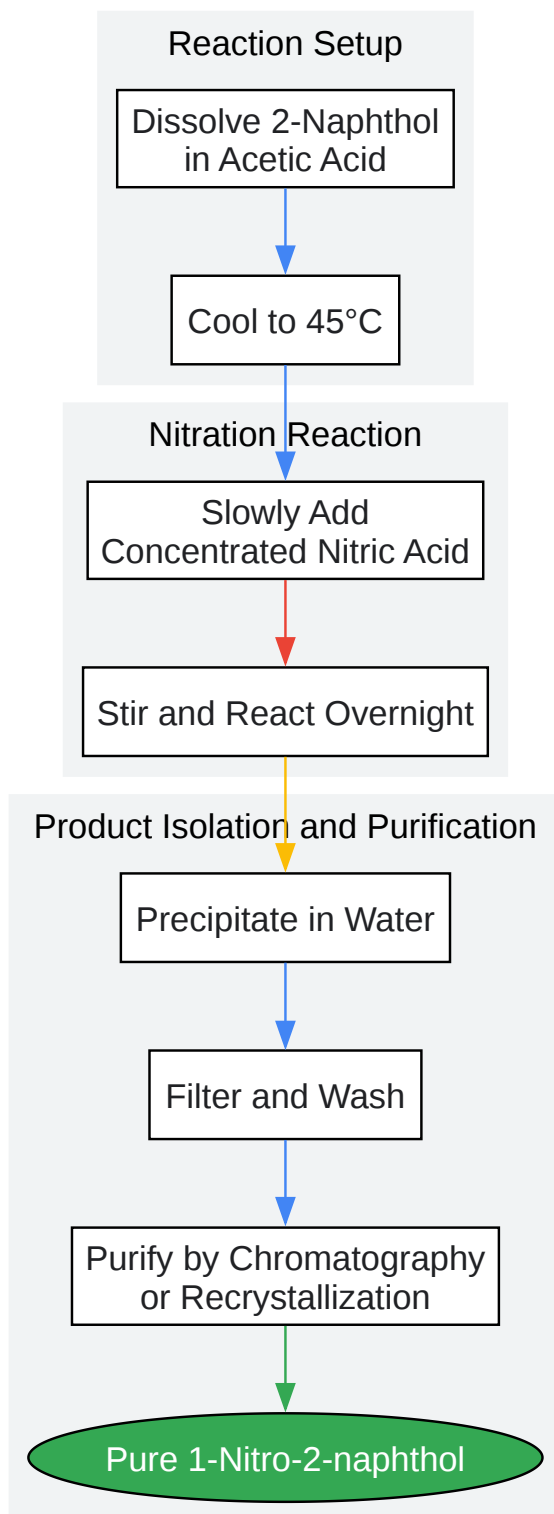 Reaction Setup
Dissolve 2-Naphthol
in Acetic Acid
Cool to 45°C
Nitration Reaction
Slowly Add
Concentrated Nitric Acid
Stir and React Overnight
Product Isolation and Purification
Precipitate in Water
Filter and Wash
Purify by Chromatography
or Recrystallization
Pure 1-Nitro-2-naphthol